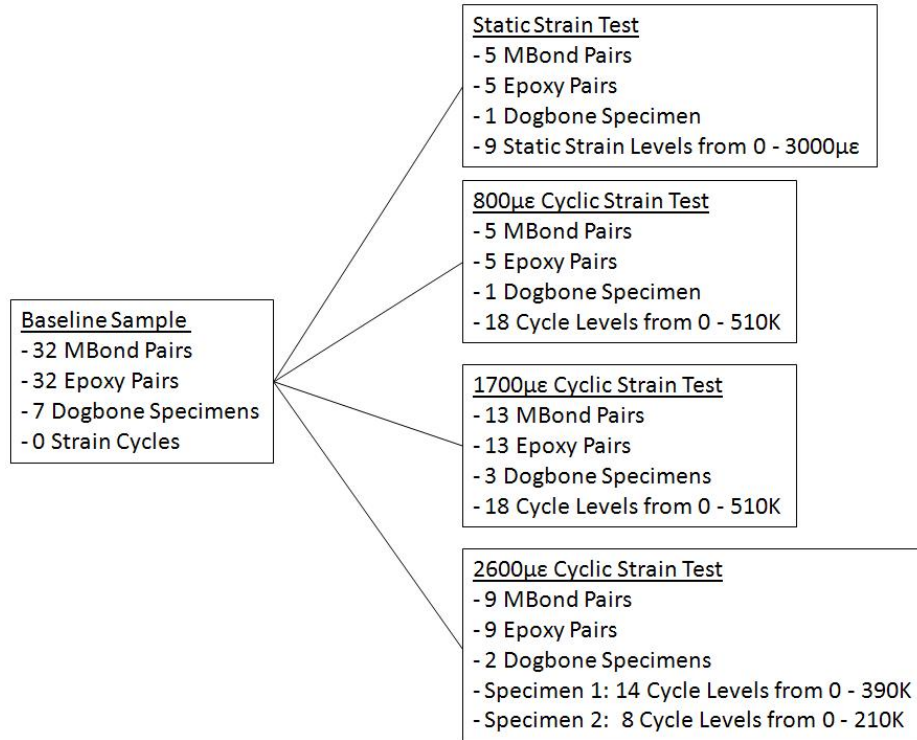 Static Strain Test
- 5 MBond Pairs
- 5 Epoxy Pairs
- 1 Dogbone Specimen
- 9 Static Strain Levels from 0 - 3000με
800με Cyclic Strain Test
- 5 MBond Pairs
- 5 Epoxy Pairs
- 1 Dogbone Specimen
- 18 Cycle Levels from 0 - 510K
Baseline Sample
- 32 MBond Pairs
- 32 Epoxy Pairs
- 7 Dogbone Specimens
- 0 Strain Cycles
1700με Cyclic Strain Test
- 13 MBond Pairs
- 13 Epoxy Pairs
- 3 Dogbone Specimens
- 18 Cycle Levels from 0 - 510K
2600με Cyclic Strain Test
- 9 MBond Pairs
- 9 Epoxy Pairs
- 2 Dogbone Specimens
- Specimen 1: 14 Cycle Levels from 0 - 390K
- Specimen 2: 8 Cycle Levels from 0 - 210K